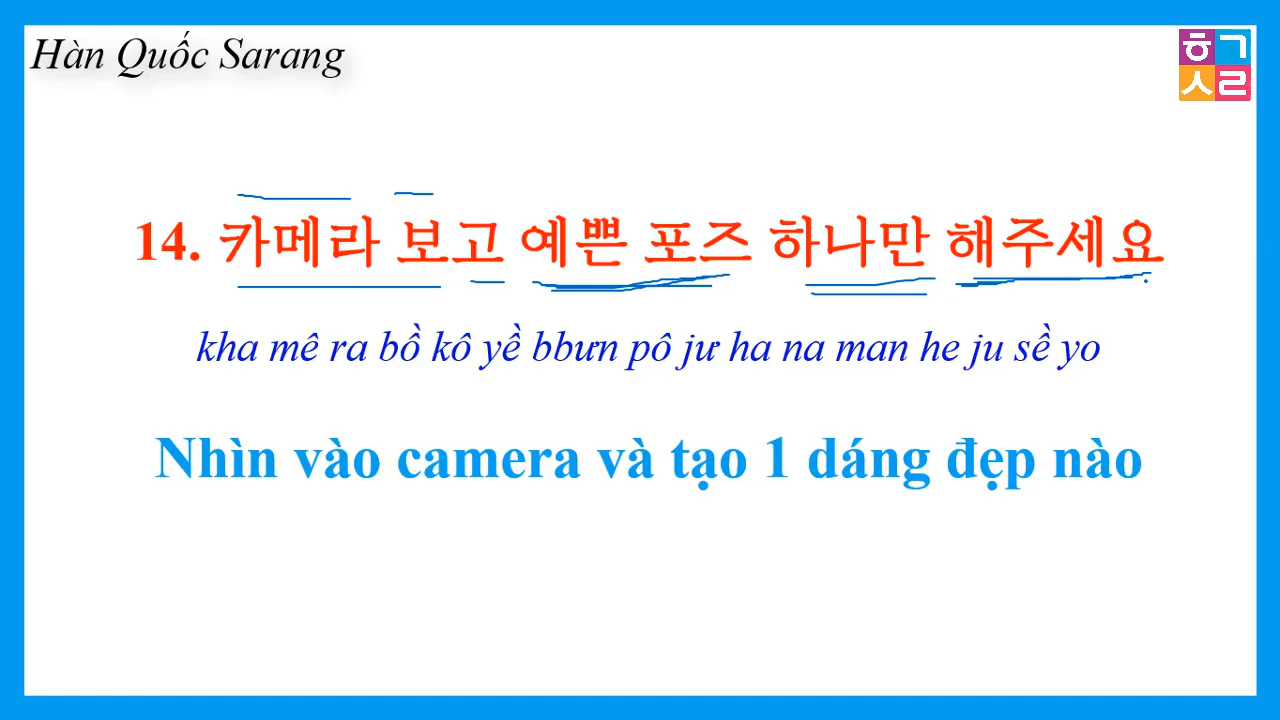 Hàn Quốc Sarang
ㅎㄱ
ㅅㄹ
14. 카메라 보고 예쁜 포즈 하나만 해주세요
kha mê ra bồ kô yề bbưn pô jư ha na man he ju sề yo
Nhìn vào camera và tạo 1 dáng đẹp nào